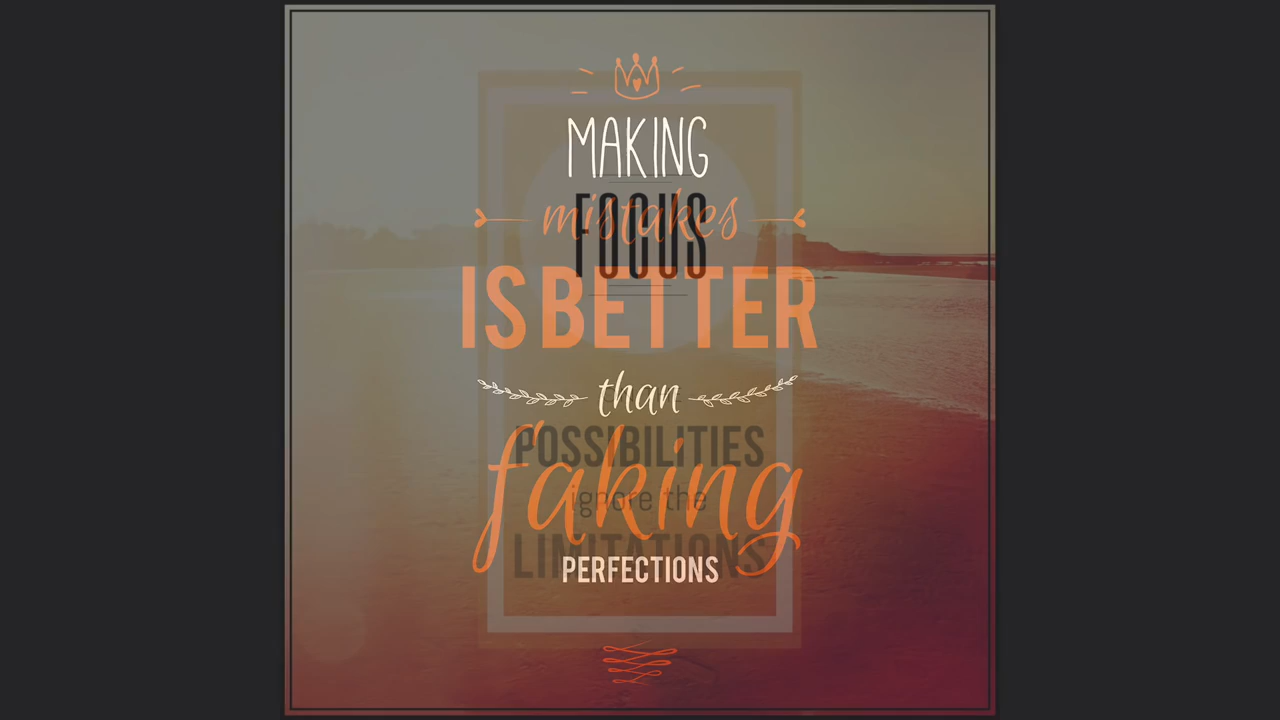 MAKING
mistakes
FOCUS
IS BETTER
than
POSSIBILITIES
faking
ignore the
LIMITATIONS
PERFECTIONS